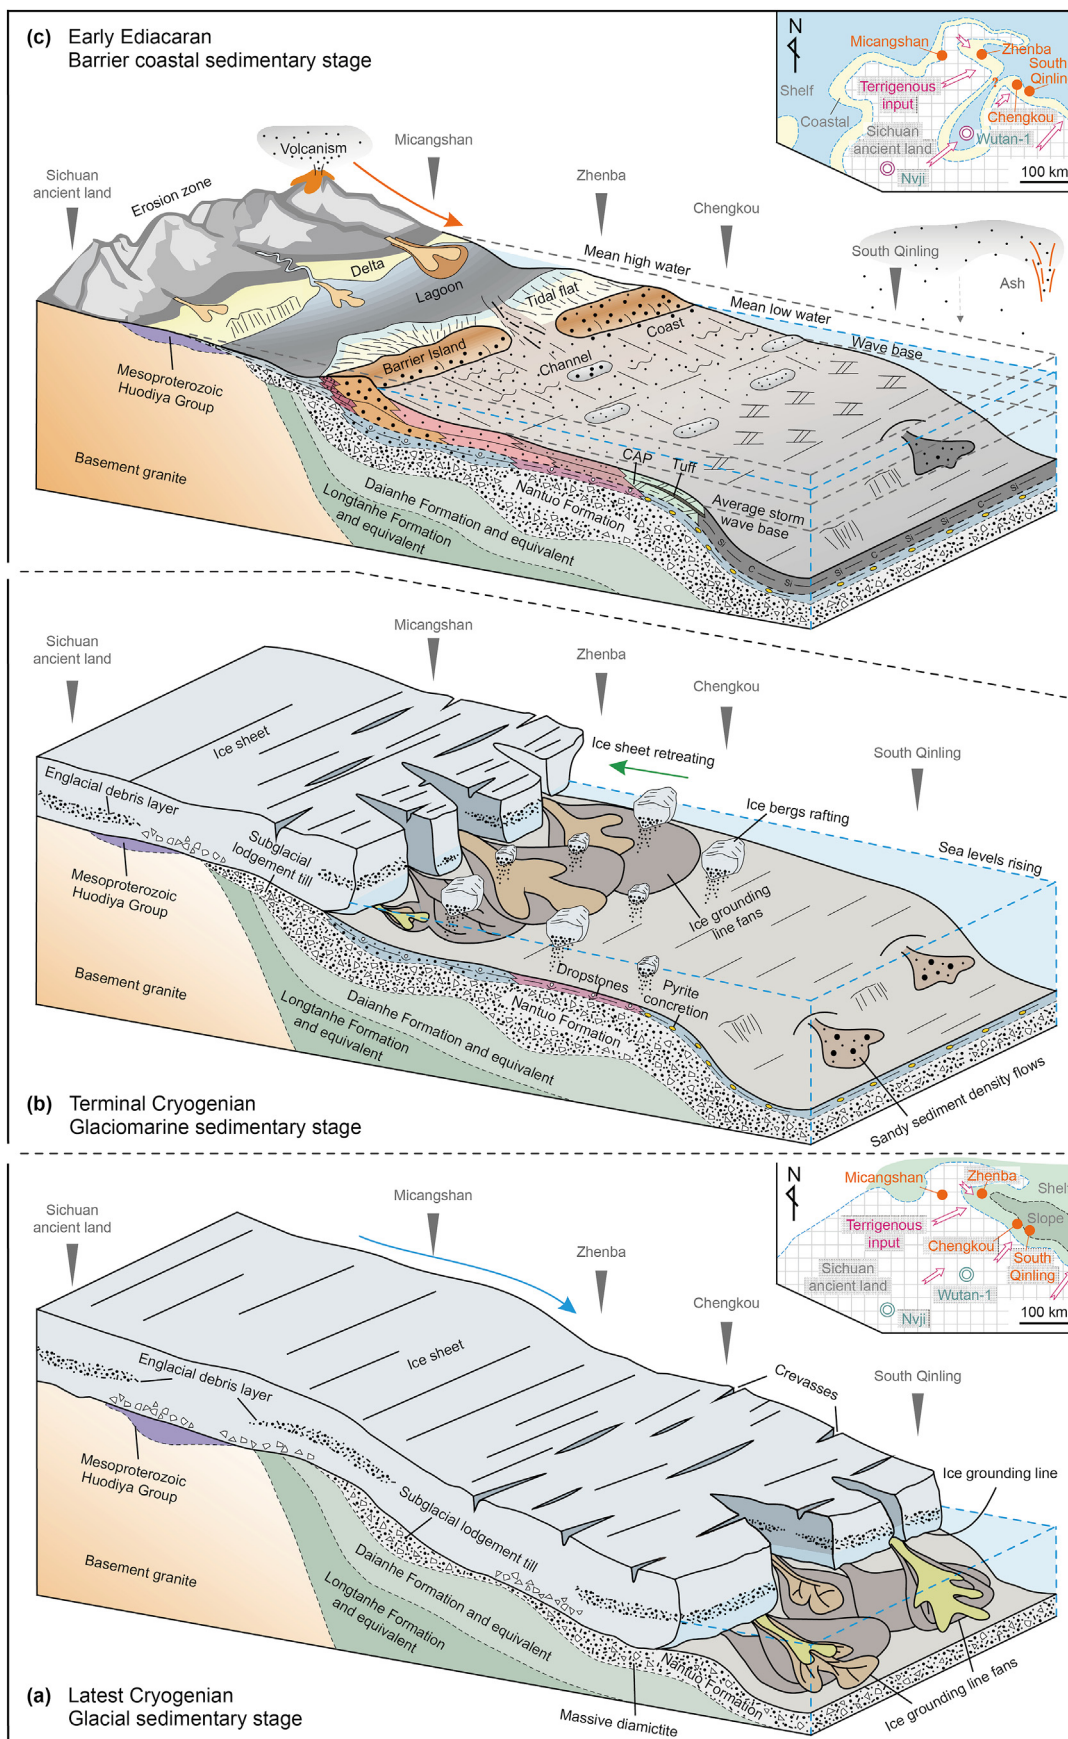 (c) Early Ediacaran
Barrier coastal sedimentary stage
N
Micangshan
Zhenba
South
Qinling
Terrigenous
input
Shelf
Coastal
Chengkou
?
Sichuan
ancient land
Wutan-1
Nvji
100 km
Volcanism
Micangshan
Sichuan
ancient land
Erosion zone
Zhenba
Chengkou
South Qinling
Ash
Mean high water
Delta
Lagoon
Tidal flat
Mean low water
Coast
Wave base
Barrier Island
Channel
Mesoproterozoic
Huodiya Group
Basement granite
CAP
Tuff
Average storm
wave base
Nantuo Formation
Daianhe Formation and equivalent
Longtanhe Formation
and equivalent
Si
C
Si
C
Si
C
Si
Sichuan
ancient land
Micangshan
Zhenba
Chengkou
South Qinling
Ice sheet
Ice sheet retreating
Englacial debris layer
Ice bergs rafting
Subglacial
lodgement till
Sea levels rising
Mesoproterozoic
Huodiya Group
Ice grounding
line fans
Basement granite
Dropstones
Pyrite
concretion
Nantuo Formation
Daianhe Formation and equivalent
Longtanhe Formation
and equivalent
Sandy sediment density flows
(b) Terminal Cryogenian
Glaciomarine sedimentary stage
N
Micangshan
Zhenba
Shelf
Slope
Terrigenous
input
Chengkou
South
Qinling
Sichuan
ancient land
Wutan-1
Nvji
100 km
Sichuan
ancient land
Micangshan
Zhenba
Chengkou
South Qinling
Ice sheet
Crevasses
Englacial debris layer
Ice grounding line
Mesoproterozoic
Huodiya Group
Subglacial lodgement till
Basement granite
Daianhe Formation and equivalent
Longtanhe Formation
and equivalent
Nantuo Formation
Ice grounding line fans
Massive diamictite
(a) Latest Cryogenian
Glacial sedimentary stage